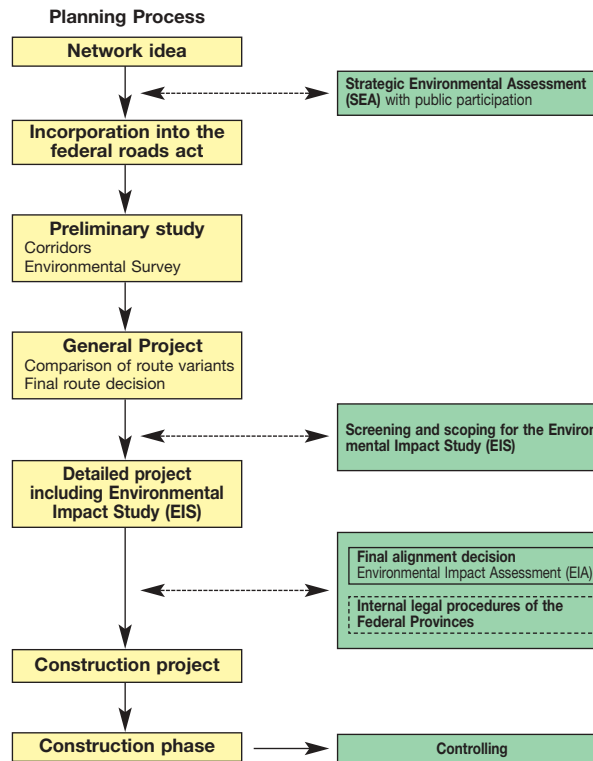 Planning Process
Network idea
Strategic Environmental Assessment
(SEA) with public participation
Incorporation into the
federal roads act
Preliminary study
Corridors
Environmental Survey
General Project
Comparison of route variants
Final route decision
Screening and scoping for the Environ
mental Impact Study (EIS)
Detailed project
including Environmental
Impact Study (EIS)
Final alignment decision
Environmental Impact Assessment (EIA)
Internal legal procedures of the
Federal Provinces
Construction project
Construction phase
Controlling